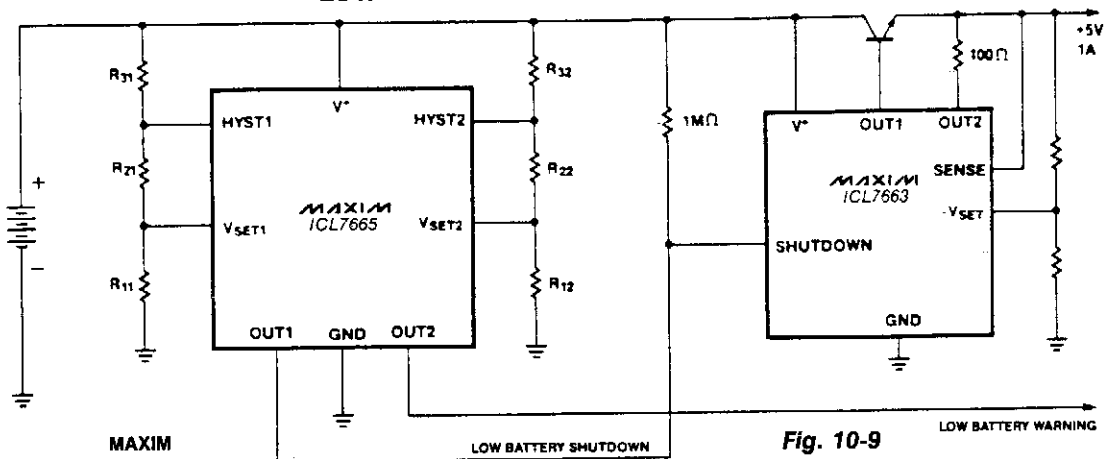 +5V
1A
R31
R32
100Ω
V+
HYST1
HYST2
1MΩ
V+
OUT1
OUT2
R21
R22
SENSE
+
MAXIM
ICL7665
MAXIM
ICL7663
VSET1
VSET2
VSET
SHUTDOWN
−
R11
R12
OUT1
GND
OUT2
GND
MAXIM
LOW BATTERY SHUTDOWN
Fig. 10-9
LOW BATTERY WARNING